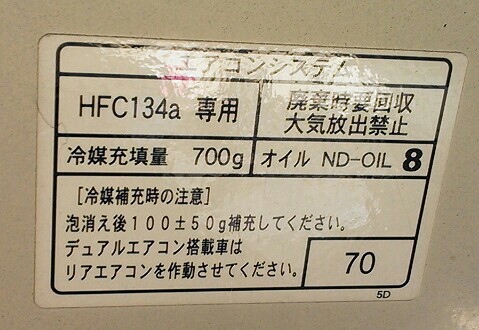 エアコンシステム
HFC134a 専用
廃棄時要回収
大気放出禁止
冷媒充填量 700g
オイル ND-OIL 8
[冷媒補充時の注意]
泡消え後100±50g補充してください。
デュアルエアコン搭載車は
リアエアコンを作動させてください。
70
5D